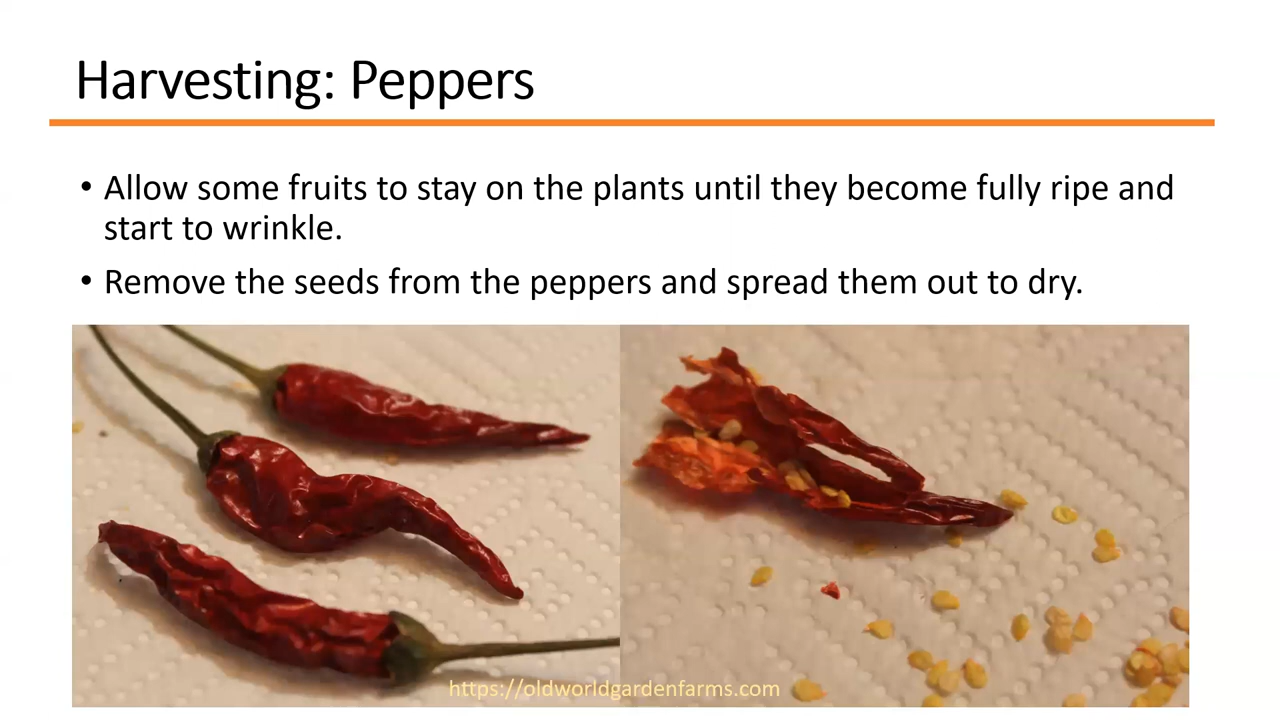 Harvesting: Peppers
• Allow some fruits to stay on the plants until they become fully ripe and
start to wrinkle.
• Remove the seeds from the peppers and spread them out to dry.
https://oldworldgardenfarms.com